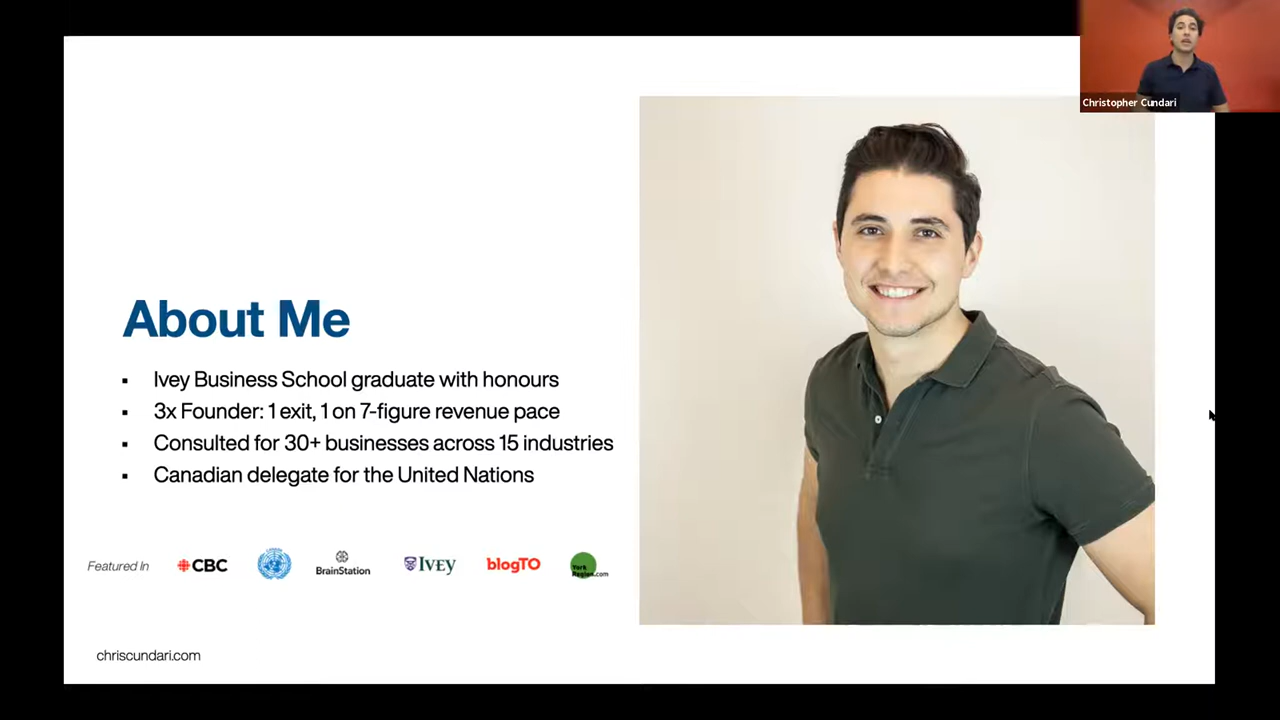 Christopher Cundari
About Me
▪ Ivey Business School graduate with honours
▪ 3x Founder: 1 exit, 1 on 7-figure revenue pace
▪ Consulted for 30+ businesses across 15 industries
▪ Canadian delegate for the United Nations
Featured In
CBC
BrainStation
IVEY
blogTO
York
Region.com
chriscundari.com